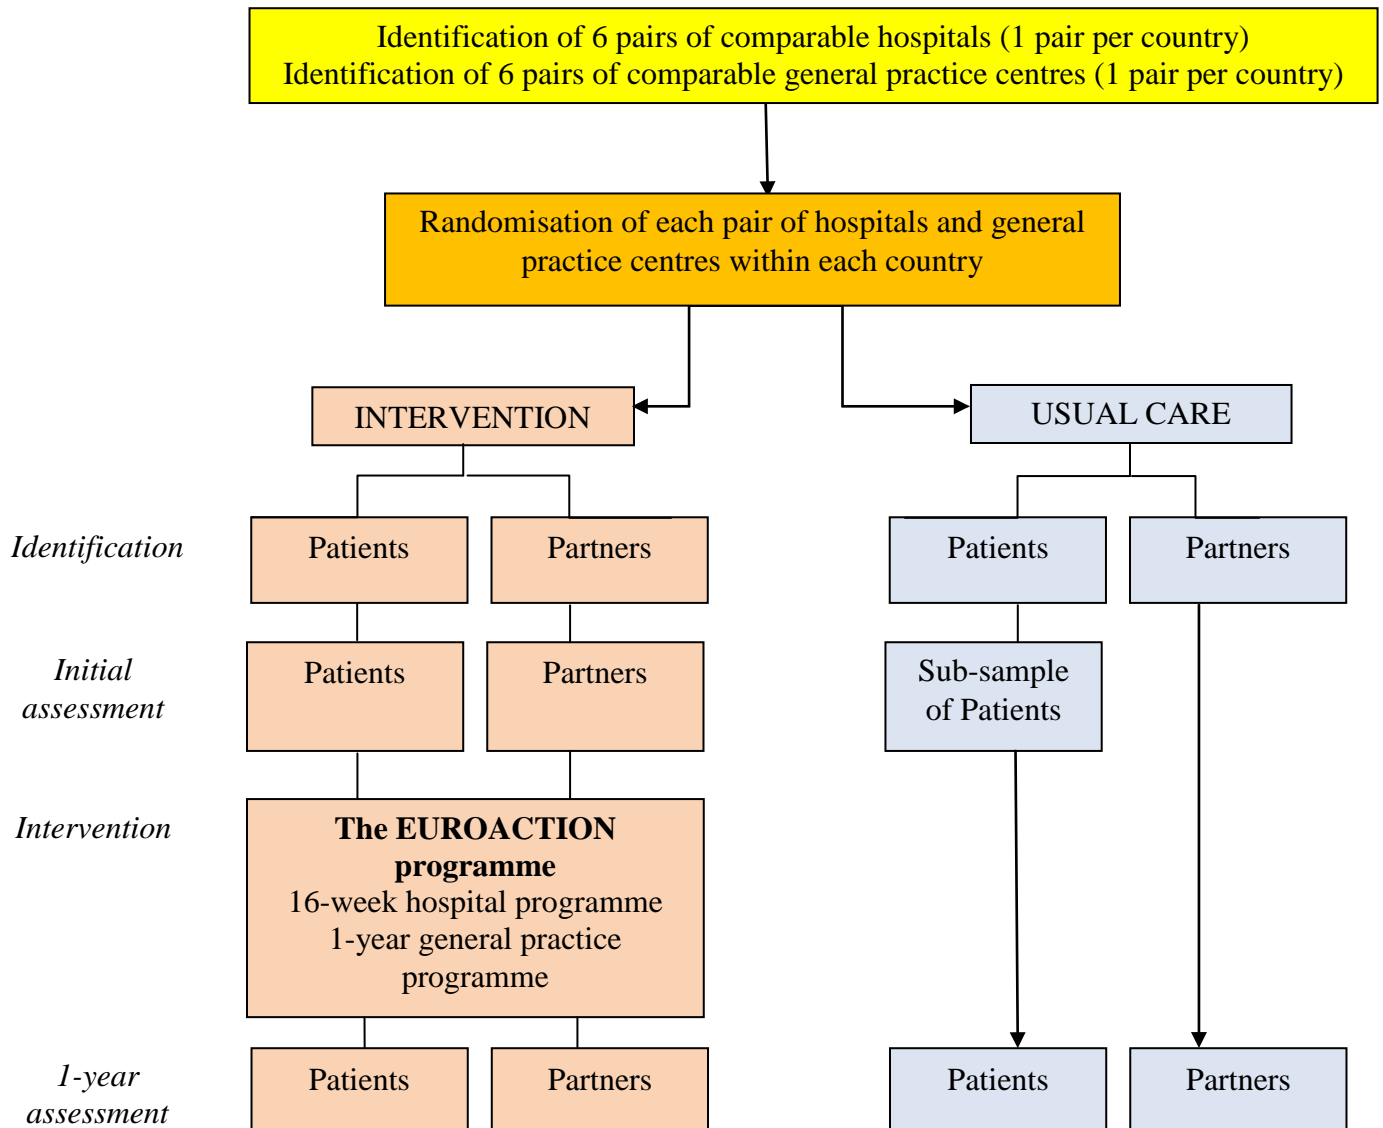 Identification of 6 pairs of comparable hospitals (1 pair per country)
Identification of 6 pairs of comparable general practice centres (1 pair per country)
Randomisation of each pair of hospitals and general
practice centres within each country
INTERVENTION
USUAL CARE
Identification
Patients
Partners
Patients
Partners
Initial
assessment
Patients
Partners
Sub-sample
of Patients
Intervention
The EUROACTION
programme
16-week hospital programme
1-year general practice
programme
1-year
assessment
Patients
Partners
Patients
Partners